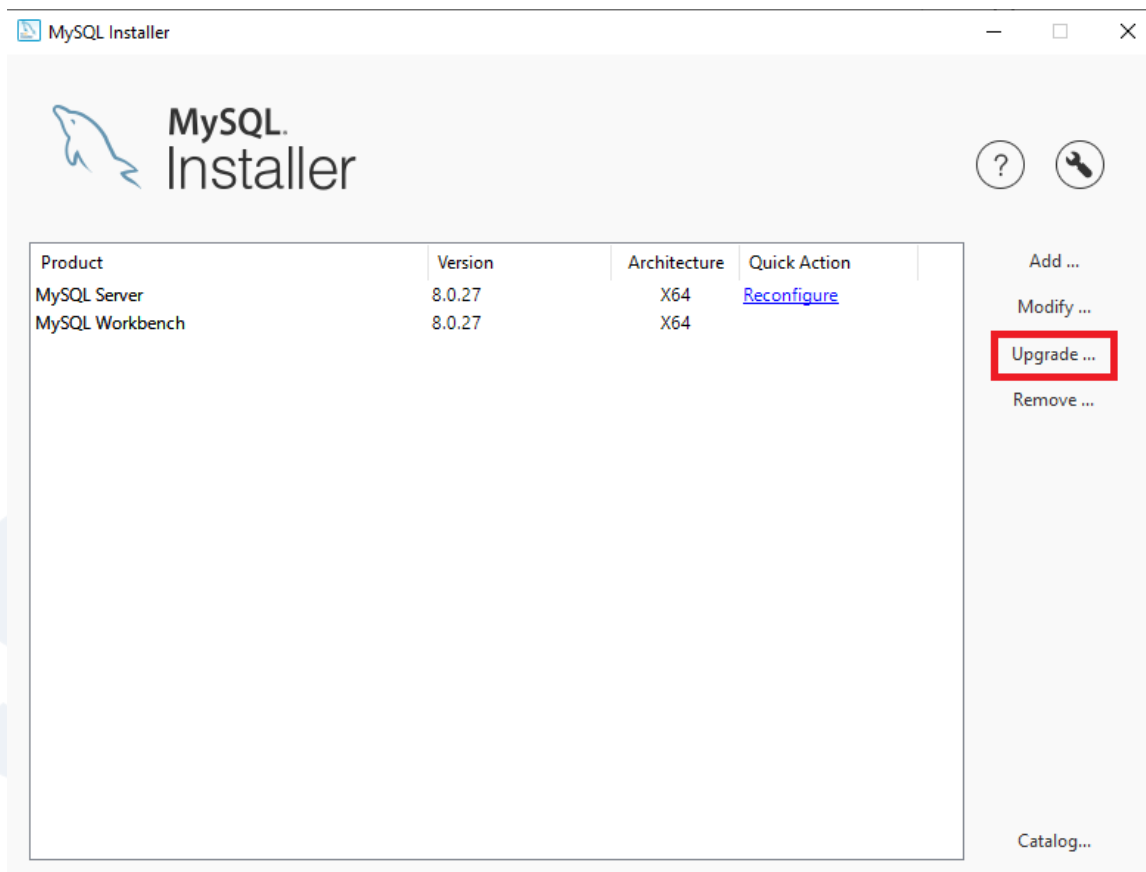 MySQL Installer
MySQL.
Installer
?
Product Version Architecture Quick Action
MySQL Server 8.0.27 X64 Reconfigure
MySQL Workbench 8.0.27 X64
Add ...
Modify ...
Upgrade ...
Remove ...
Catalog...